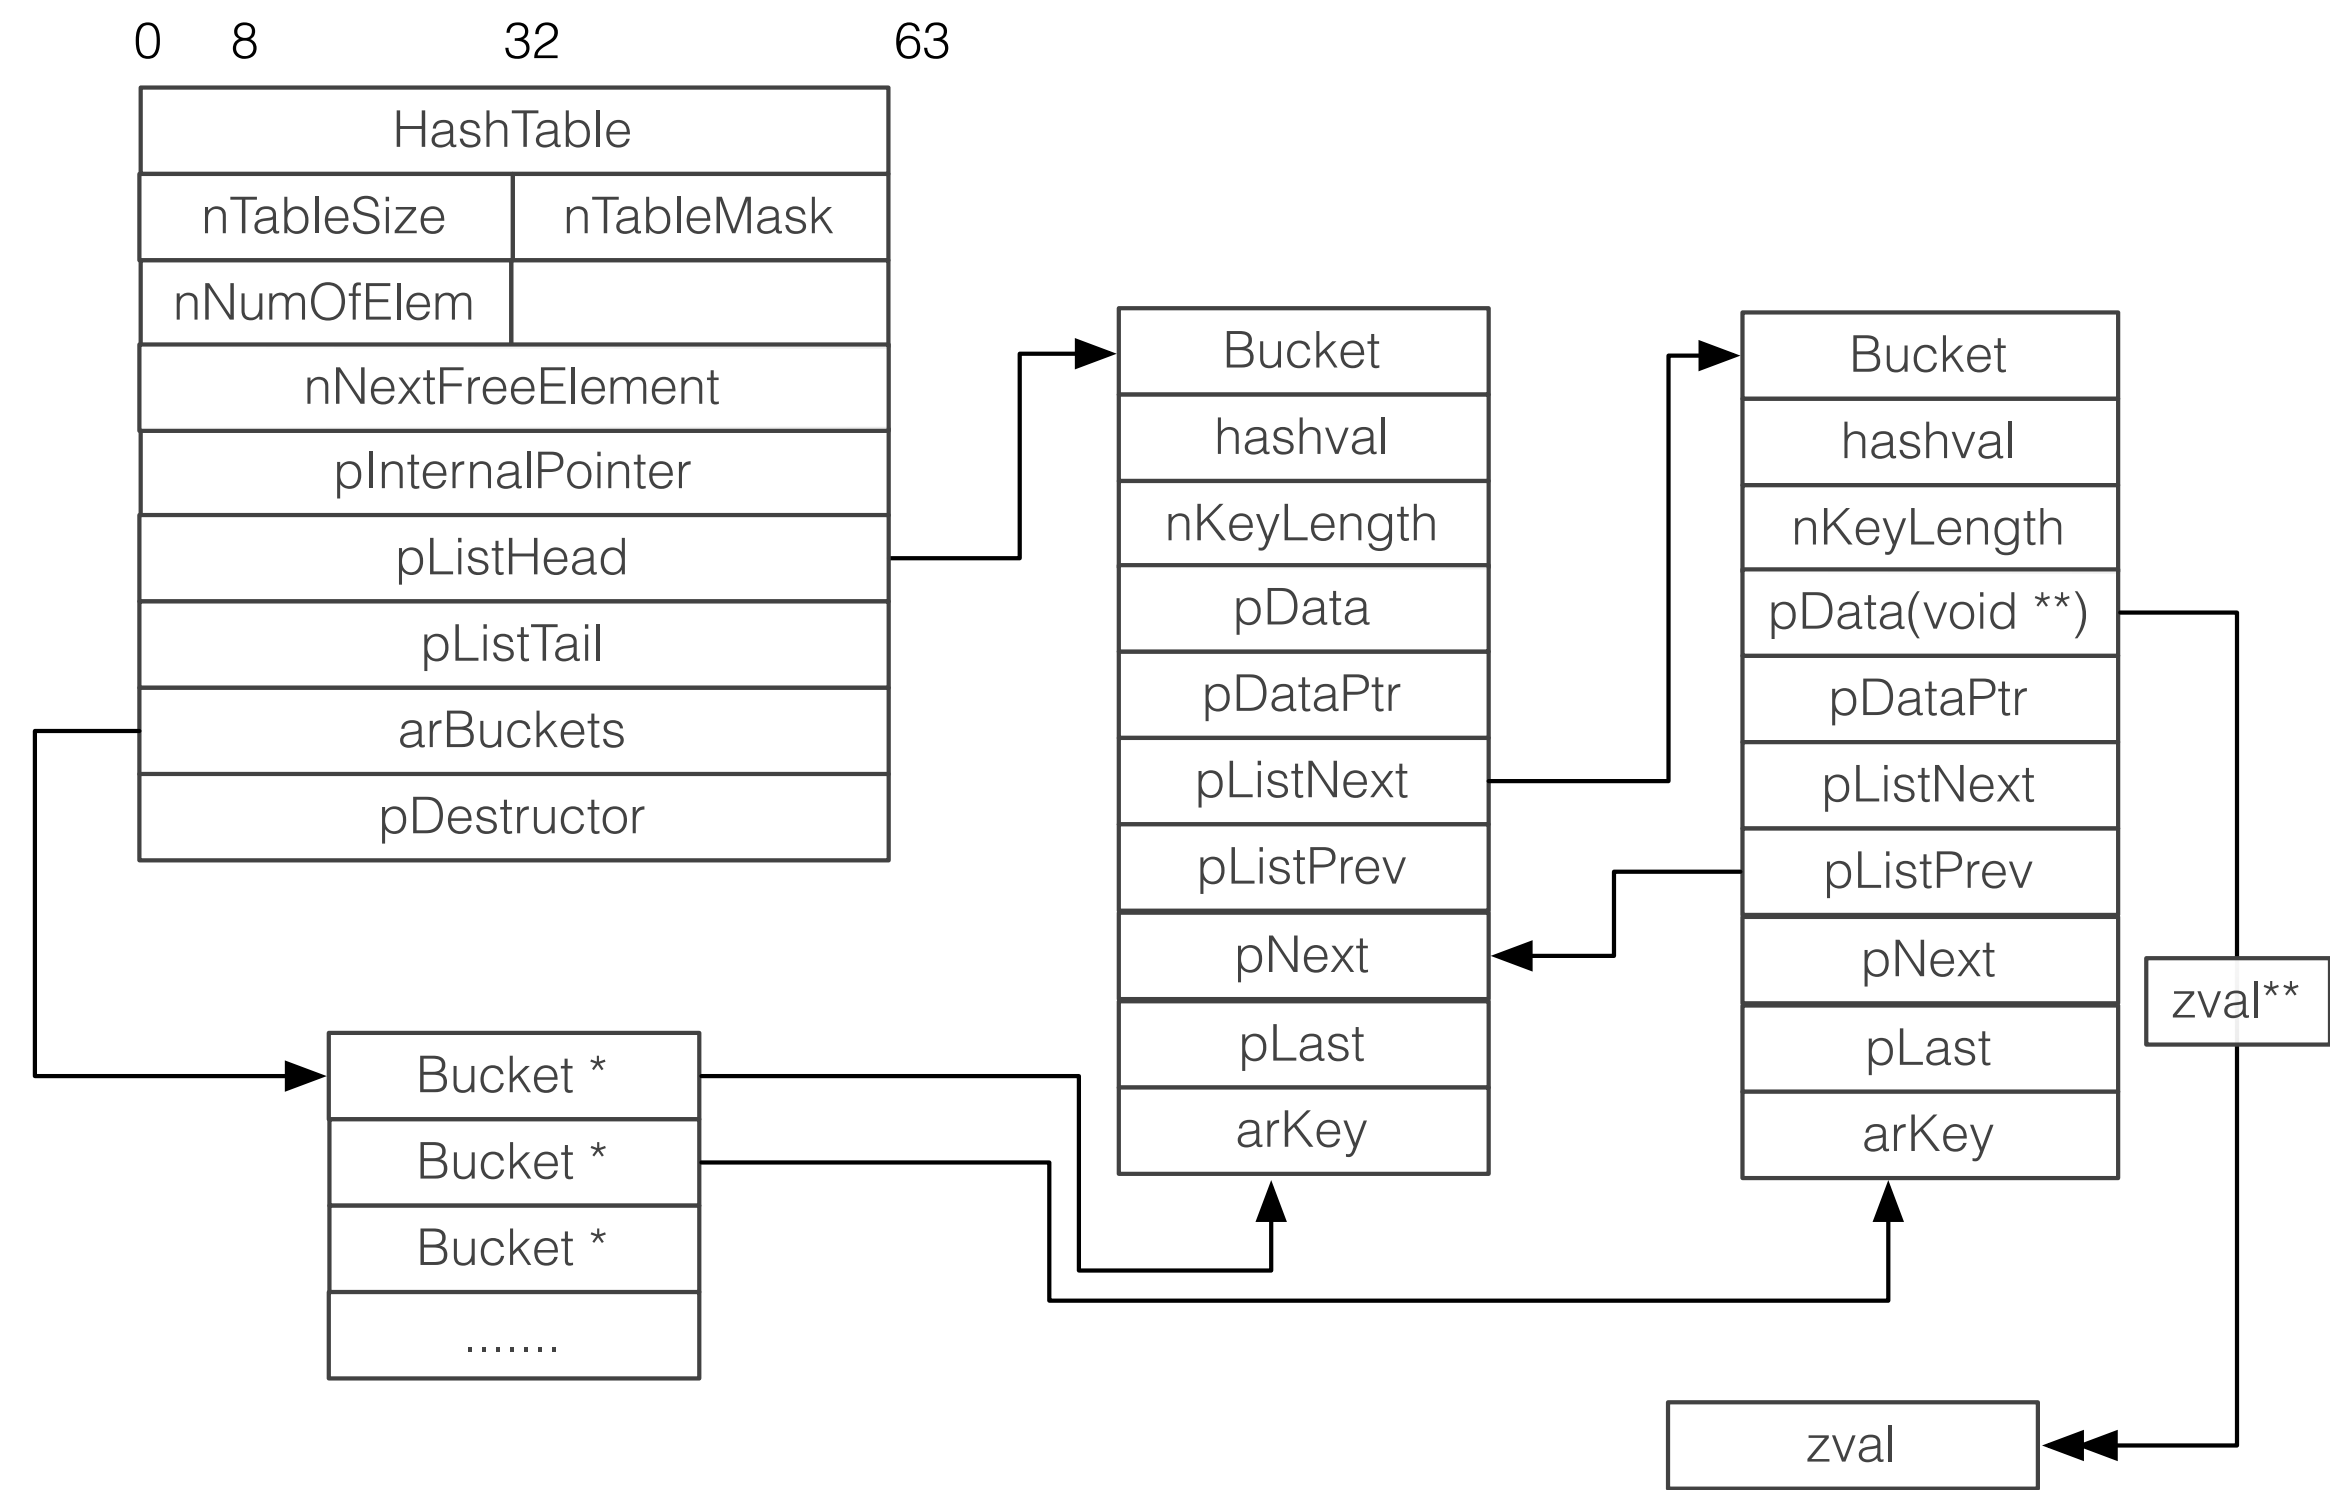 0 8 32 63
HashTable
nTableSize nTableMask
nNumOfElem
nNextFreeElement
pInternalPointer
pListHead
pListTail
arBuckets
pDestructor
Bucket *
Bucket *
Bucket *
.......
Bucket
hashval
nKeyLength
pData
pDataPtr
pListNext
pListPrev
pNext
pLast
arKey
Bucket
hashval
nKeyLength
pData(void **)
pDataPtr
pListNext
pListPrev
pNext
pLast
arKey
zval**
zval